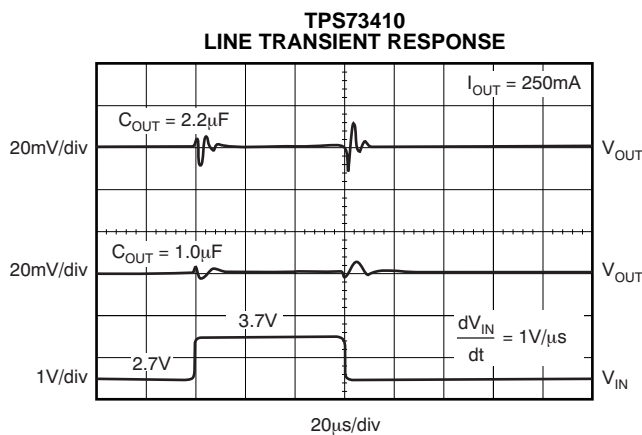 TPS73410
LINE TRANSIENT RESPONSE
I_OUT = 250mA
C_OUT = 2.2μF
20mV/div
V_OUT
C_OUT = 1.0μF
20mV/div
V_OUT
3.7V
dV_IN
dt
= 1V/μs
2.7V
1V/div
V_IN
20μs/div